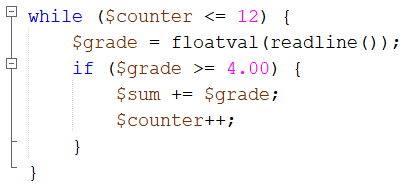 while ($counter <= 12) {
    $grade = floatval(readline());
    if ($grade >= 4.00) {
        $sum += $grade;
        $counter++;
    }
}